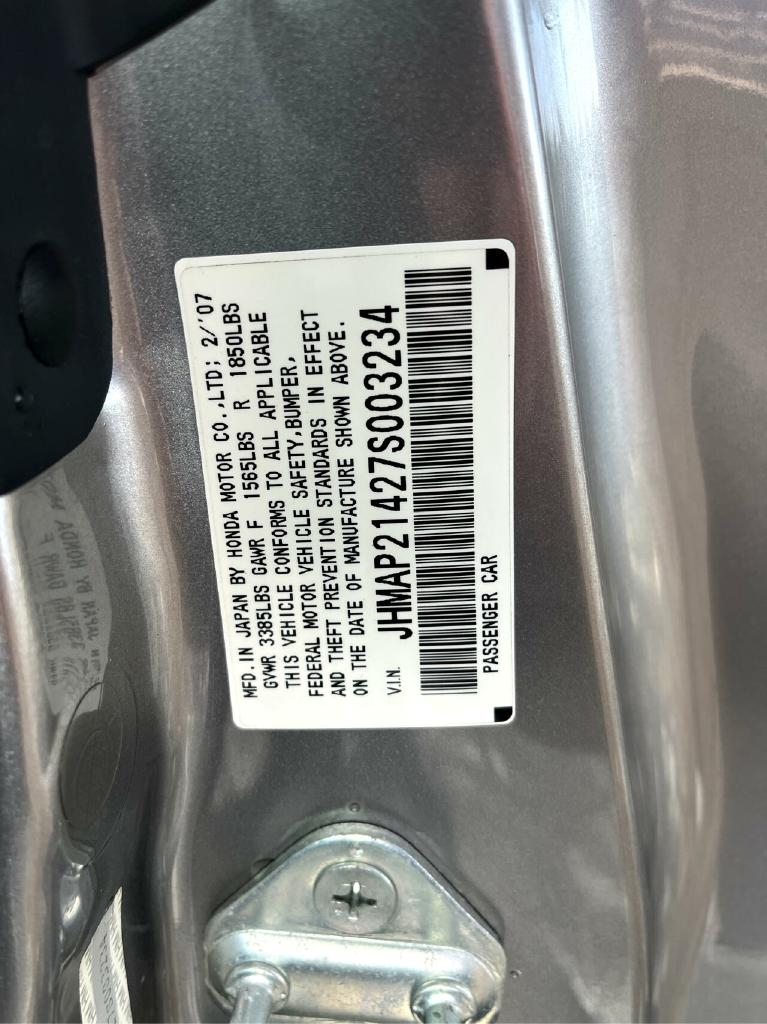 MFD. IN JAPAN BY HONDA MOTOR CO.,LTD; 2/'07
GVWR 3385LBS GAWR F 1565LBS R 1850LBS
THIS VEHICLE CONFORMS TO ALL APPLICABLE
FEDERAL MOTOR VEHICLE SAFETY,BUMPER,
AND THEFT PREVENTION STANDARDS IN EFFECT
ON THE DATE OF MANUFACTURE SHOWN ABOVE.
V.I.N. JHMAP21427S003234
PASSENGER CAR